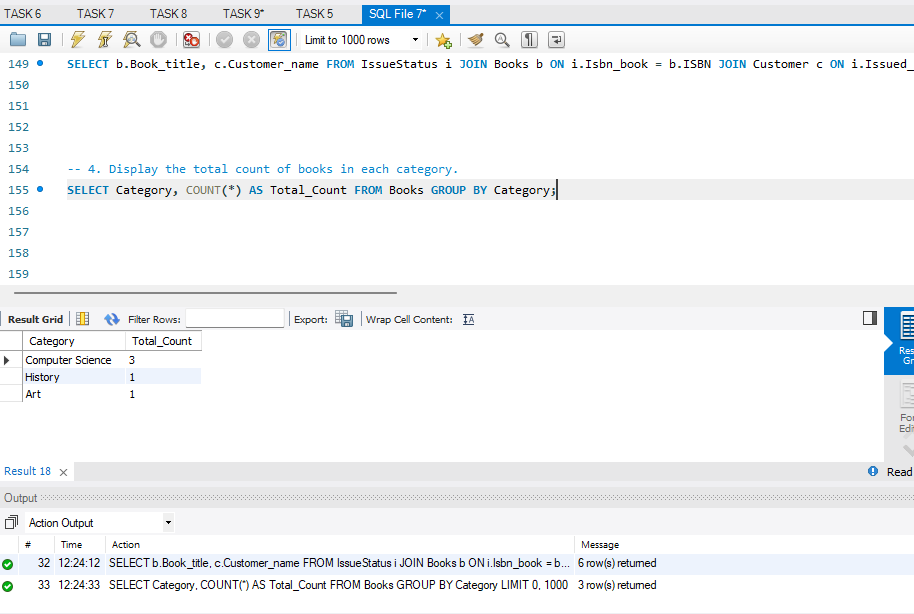 TASK 6 TASK 7 TASK 8 TASK 9* TASK 5 SQL File 7*
Limit to 1000 rows
149 SELECT b.Book_title, c.Customer_name FROM IssueStatus i JOIN Books b ON i.Isbn_book = b.ISBN JOIN Customer c ON i.Issued_
150
151
152
153
154 -- 4. Display the total count of books in each category.
155 SELECT Category, COUNT(*) AS Total_Count FROM Books GROUP BY Category;
156
157
158
159
Result Grid Filter Rows: Export: Wrap Cell Content: IA
Category Total_Count
Computer Science 3
History 1
Art 1
Res
Gr
For
Edi
Result 18 Read
Output
Action Output
# Time Action Message
32 12:24:12 SELECT b.Book_title, c.Customer_name FROM IssueStatus i JOIN Books b ON i.Isbn_book = b... 6 row(s) returned
33 12:24:33 SELECT Category, COUNT(*) AS Total_Count FROM Books GROUP BY Category LIMIT 0, 1000 3 row(s) returned